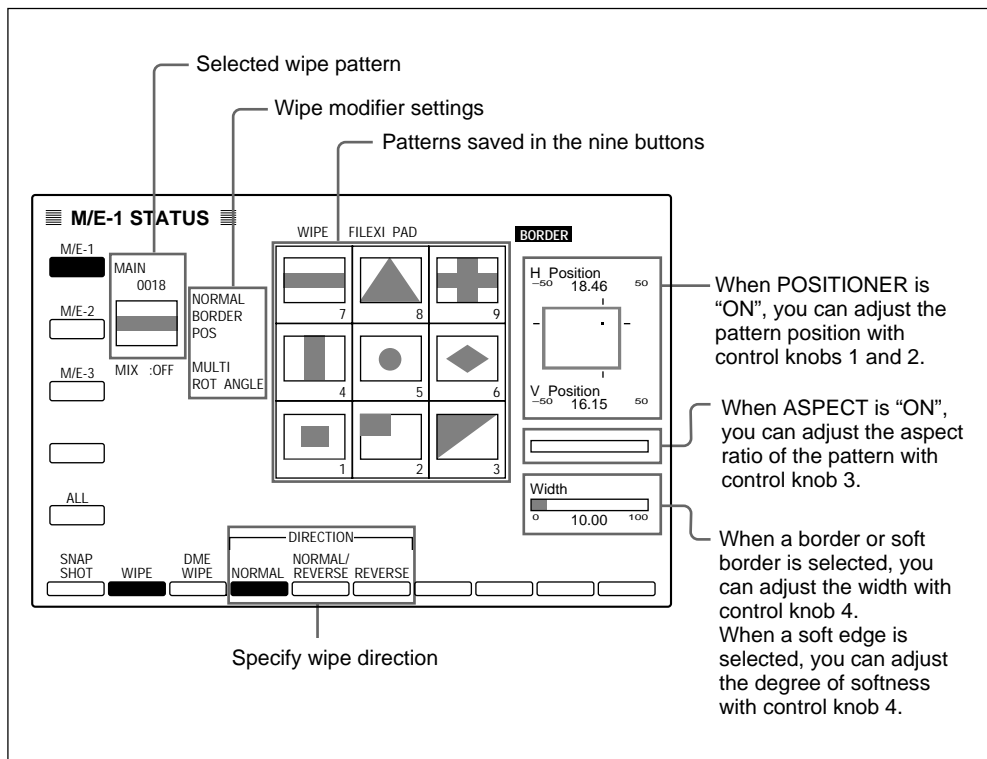 Selected wipe pattern
Wipe modifier settings
Patterns saved in the nine buttons
M/E-1 STATUS
M/E-1
M/E-2
M/E-3
ALL
MAIN
0018
MIX :OFF
NORMAL
BORDER
POS
MULTI
ROT ANGLE
WIPE FILEXI PAD
7
8
9
4
5
6
1
2
3
BORDER
H Position
–50 18.46 50
V Position
–50 16.15 50
Width
0 10.00 100
When POSITIONER is
“ON”, you can adjust the
pattern position with
control knobs 1 and 2.
When ASPECT is “ON”,
you can adjust the aspect
ratio of the pattern with
control knob 3.
When a border or soft
border is selected, you
can adjust the width with
control knob 4.
When a soft edge is
selected, you can adjust
the degree of softness
with control knob 4.
DIRECTION
SNAP
SHOT
WIPE
DME
WIPE
NORMAL
NORMAL/
REVERSE
REVERSE
Specify wipe direction